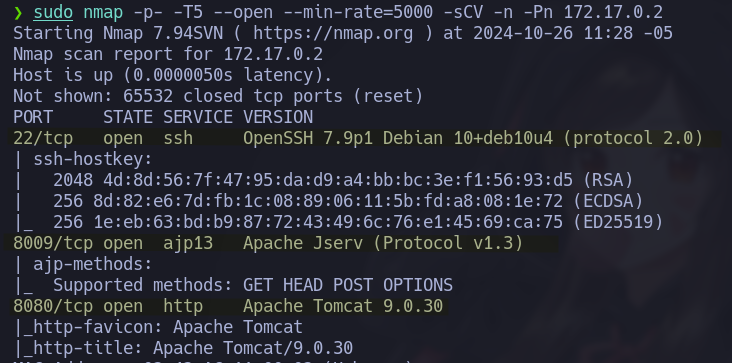 ❯ sudo nmap -p- -T5 --open --min-rate=5000 -sCV -n -Pn 172.17.0.2
Starting Nmap 7.94SVN ( https://nmap.org ) at 2024-10-26 11:28 -05
Nmap scan report for 172.17.0.2
Host is up (0.0000050s latency).
Not shown: 65532 closed tcp ports (reset)
PORT     STATE SERVICE VERSION
22/tcp   open  ssh     OpenSSH 7.9p1 Debian 10+deb10u4 (protocol 2.0)
| ssh-hostkey:
|   2048 4d:8d:56:7f:47:95:da:d9:a4:bb:bc:3e:f1:56:93:d5 (RSA)
|   256 8d:82:e6:7d:fb:1c:08:89:06:11:5b:fd:a8:08:1e:72 (ECDSA)
|_  256 1e:eb:63:bd:b9:87:72:43:49:6c:76:e1:45:69:ca:75 (ED25519)
8009/tcp open  ajp13   Apache Jserv (Protocol v1.3)
| ajp-methods:
|_  Supported methods: GET HEAD POST OPTIONS
8080/tcp open  http    Apache Tomcat 9.0.30
|_http-favicon: Apache Tomcat
|_http-title: Apache Tomcat/9.0.30